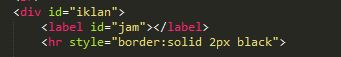 <div id="iklan">
<label id="jam"></label>
<hr style="border:solid 2px black">